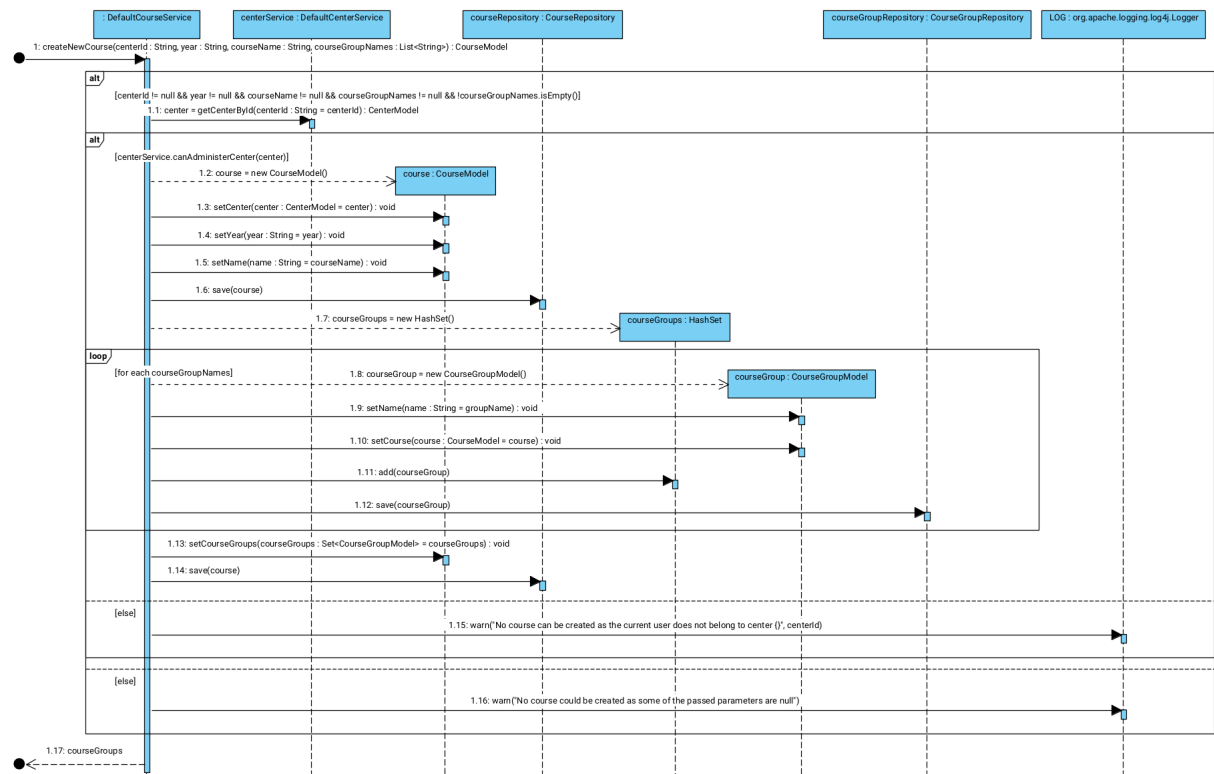 : DefaultCourseService
centerService : DefaultCenterService
courseRepository : CourseRepository
courseGroupRepository : CourseGroupRepository
LOG : org.apache.logging.log4j.Logger
1: createNewCourse(centerId : String, year : String, courseName : String, courseGroupNames : List<String>) : CourseModel
alt
[centerId != null && year != null && courseName != null && courseGroupNames != null && !courseGroupNames.isEmpty()]
1.1: center = getCenterById(centerId : String = centerId) : CenterModel
alt
[centerService.canAdministerCenter(center)]
1.2: course = new CourseModel()
course : CourseModel
1.3: setCenter(center : CenterModel = center) : void
1.4: setYear(year : String = year) : void
1.5: setName(name : String = courseName) : void
1.6: save(course)
1.7: courseGroups = new HashSet()
courseGroups : HashSet
loop
[for each courseGroupNames]
1.8: courseGroup = new CourseGroupModel()
courseGroup : CourseGroupModel
1.9: setName(name : String = groupName) : void
1.10: setCourse(course : CourseModel = course) : void
1.11: add(courseGroup)
1.12: save(courseGroup)
1.13: setCourseGroups(courseGroups : Set<CourseGroupModel> = courseGroups) : void
1.14: save(course)
[else]
1.15: warn("No course can be created as the current user does not belong to center {}", centerId)
[else]
1.16: warn("No course could be created as some of the passed parameters are null")
1.17: courseGroups